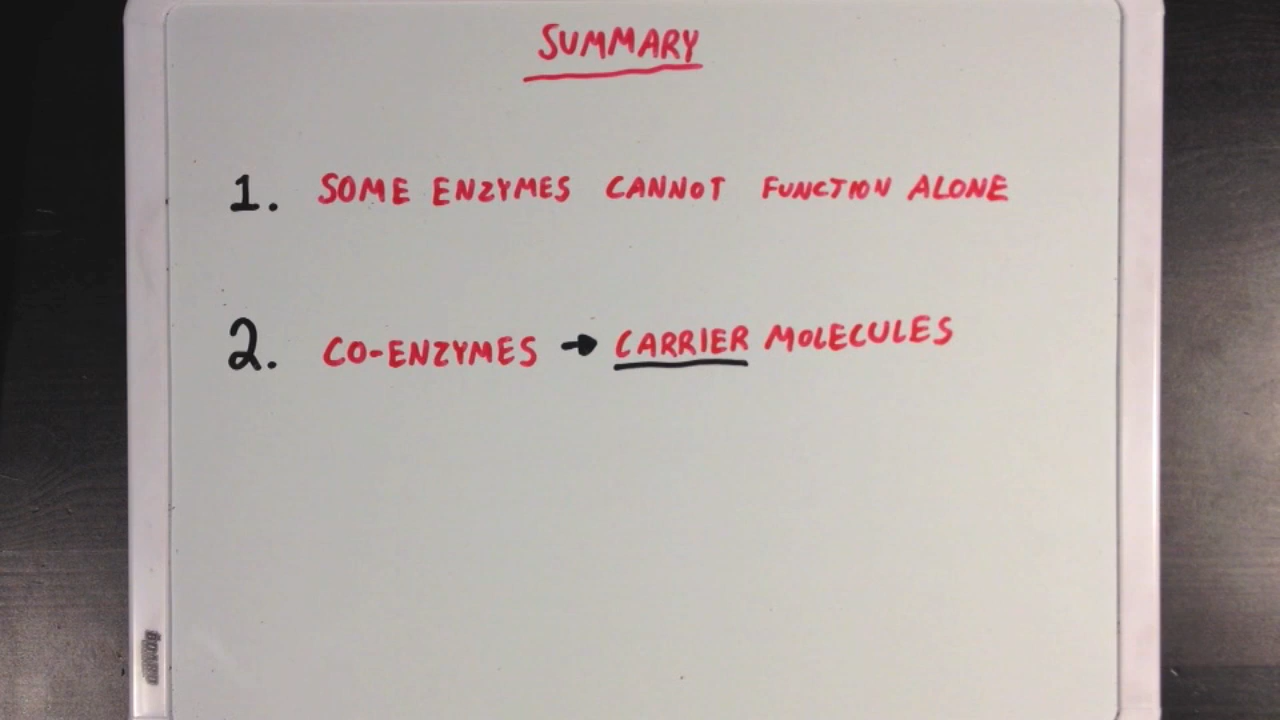 SUMMARY
1. SOME ENZYMES CANNOT FUNCTION ALONE
2. CO-ENZYMES → CARRIER MOLECULES